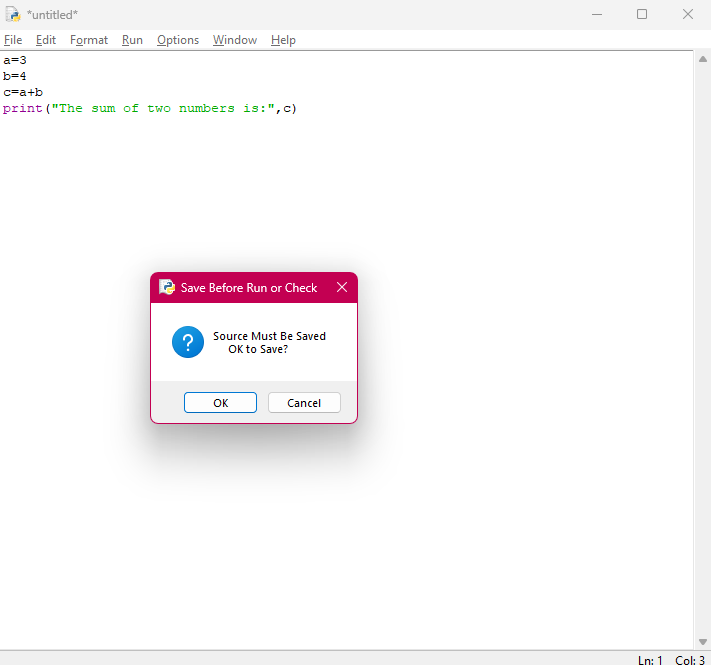 *untitled*
File Edit Format Run Options Window Help
a=3
b=4
c=a+b
print("The sum of two numbers is:",c)
Save Before Run or Check
?
Source Must Be Saved
OK to Save?
OK Cancel
Ln: 1 Col: 3